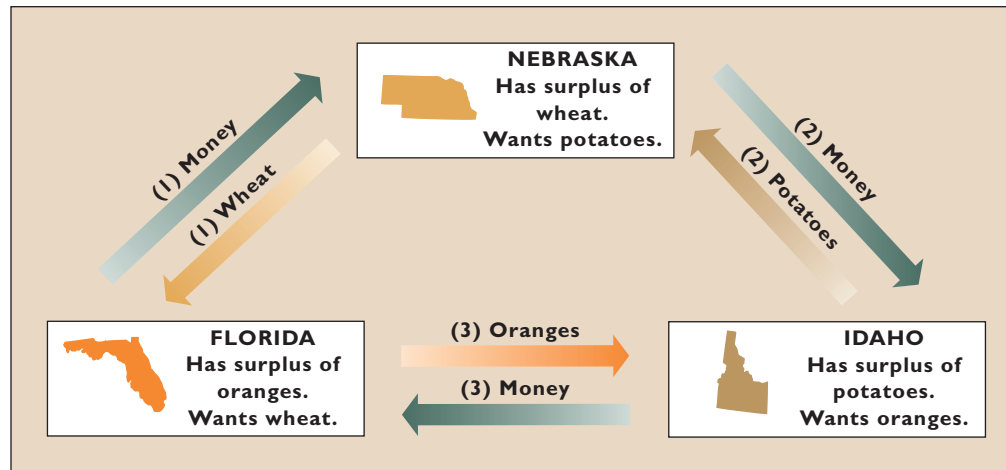 NEBRASKA
Has surplus of
wheat.
Wants potatoes.
(1) Money
(1) Wheat
(2) Money
(2) Potatoes
FLORIDA
Has surplus of
oranges.
Wants wheat.
(3) Oranges
(3) Money
IDAHO
Has surplus of
potatoes.
Wants oranges.